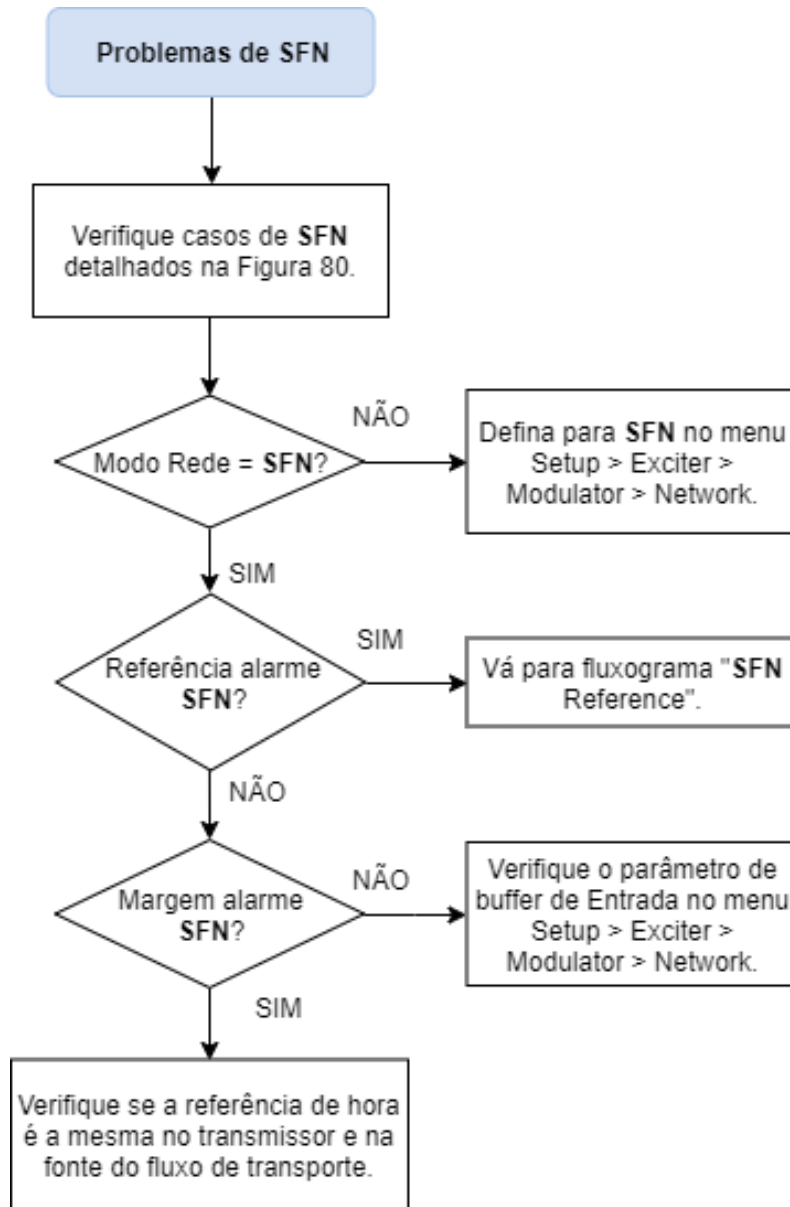 Problemas de SFN
Verifique casos de SFN
detalhados na Figura 80.
NÃO
Modo Rede = SFN?
Defina para SFN no menu
Setup > Exciter >
Modulator > Network.
SIM
SIM
Referência alarme
SFN?
Vá para fluxograma "SFN
Reference".
NÃO
NÃO
Margem alarme
SFN?
Verifique o parâmetro de
buffer de Entrada no menu
Setup > Exciter >
Modulator > Network.
SIM
Verifique se a referência de hora
é a mesma no transmissor e na
fonte do fluxo de transporte.